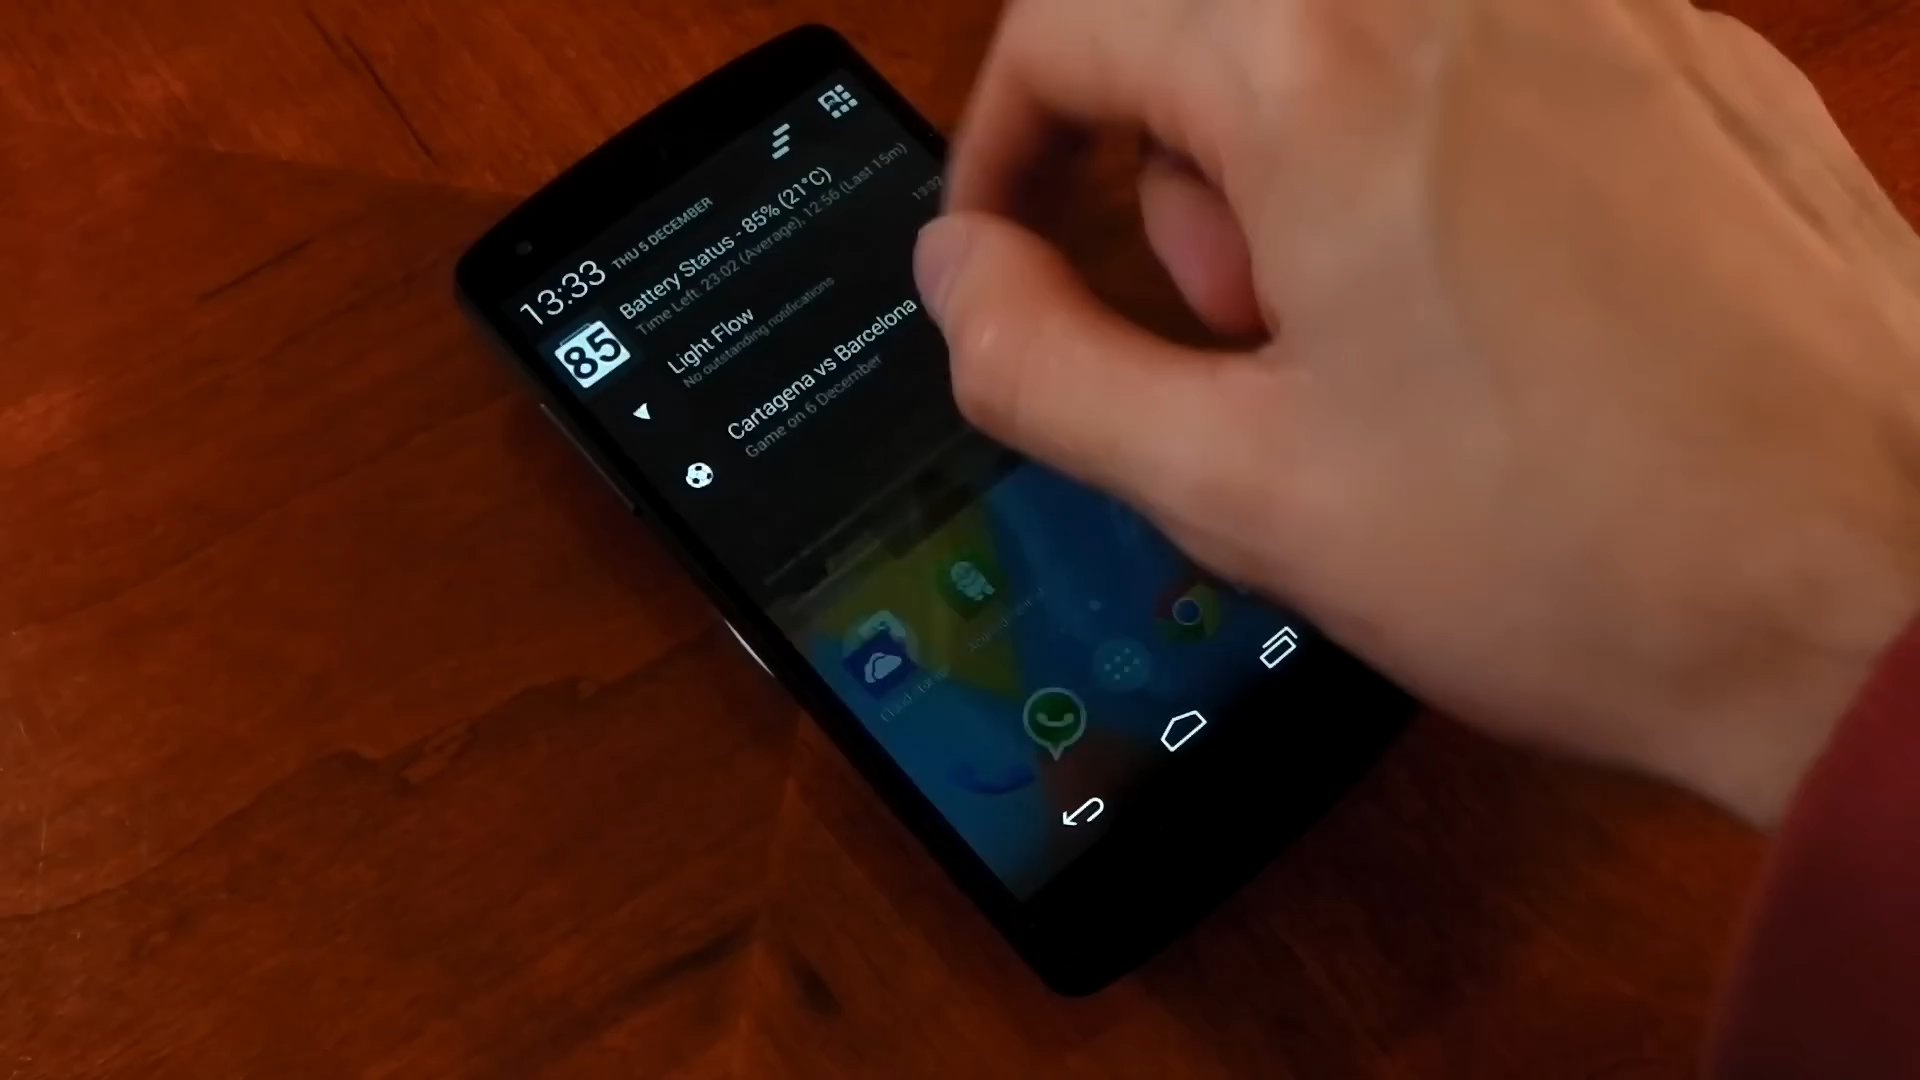 13:33 THU 5 DECEMBER
85
Battery Status - 85% (21°C)
Time Left: 23:02 (Average), 12:56 (Last 15m)
Light Flow
No outstanding notifications
Cartagena vs Barcelona
Game on 6 December